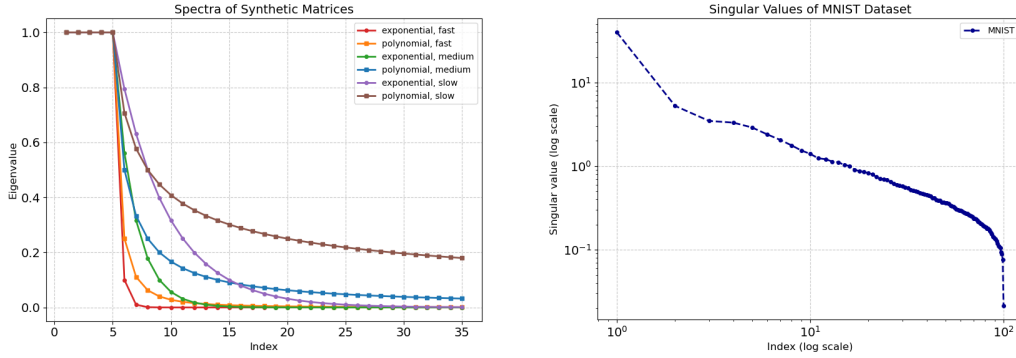 Spectra of Synthetic Matrices
1.0
0.8
0.6
0.4
0.2
0.0
Eigenvalue
exponential, fast
polynomial, fast
exponential, medium
polynomial, medium
exponential, slow
polynomial, slow
0 5 10 15 20 25 30 35
Index
Singular Values of MNIST Dataset
10¹
10⁰
10⁻¹
Singular value (log scale)
MNIST
10⁰ 10¹ 10²
Index (log scale)